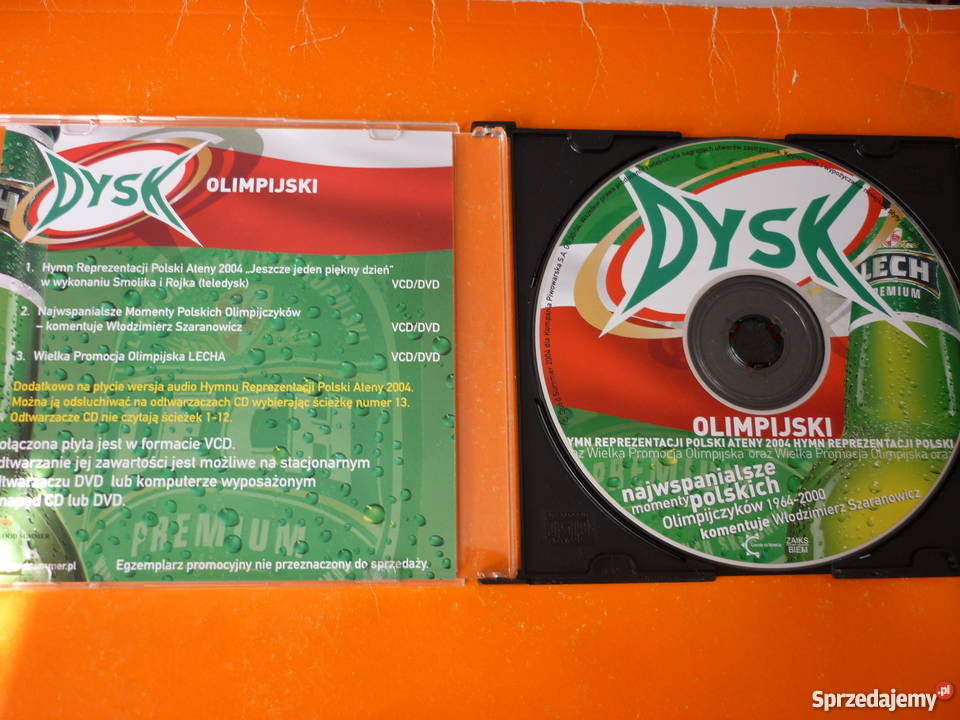 DYSK
OLIMPIJSKI
1. Hymn Reprezentacji Polski Ateny 2004 „Jeszcze jeden piękny dzień"
w wykonaniu Smolika i Rojka (teledysk) VCD/DVD
2. Najwspanialsze Momenty Polskich Olimpijczyków
– komentuje Włodzimierz Szaranowicz VCD/DVD
3. Wielka Promocja Olimpijska LECHA VCD/DVD
Dodatkowo na płycie wersja audio Hymnu Reprezentacji Polski Ateny 2004.
Można ją odsłuchiwać na odtwarzaczach CD wybierając ścieżkę numer 13.
Odtwarzacze CD nie czytają ścieżek 1-12.
ołączona płyta jest w formacie VCD.
dtwarzanie jej zawartości jest możliwe na stacjonarnym
dtwarzaczu DVD lub komputerze wyposażonym
napęd CD lub DVD.
PREMIUM
Egzemplarz promocyjny nie przeznaczony do sprzedaży.
DYSK
LECH
PREMIUM
OLIMPIJSKI
HYMN REPREZENTACJI POLSKI ATENY 2004 HYMN REPREZENTACJI POLSKI
oraz Wielka Promocja Olimpijska oraz Wielka Promocja Olimpijska oraz
najwspanialsze
momenty polskich
Olimpijczyków 1964-2000
komentuje Włodzimierz Szaranowicz
ZAIKS
BIEM
Sprzedajemy.pl